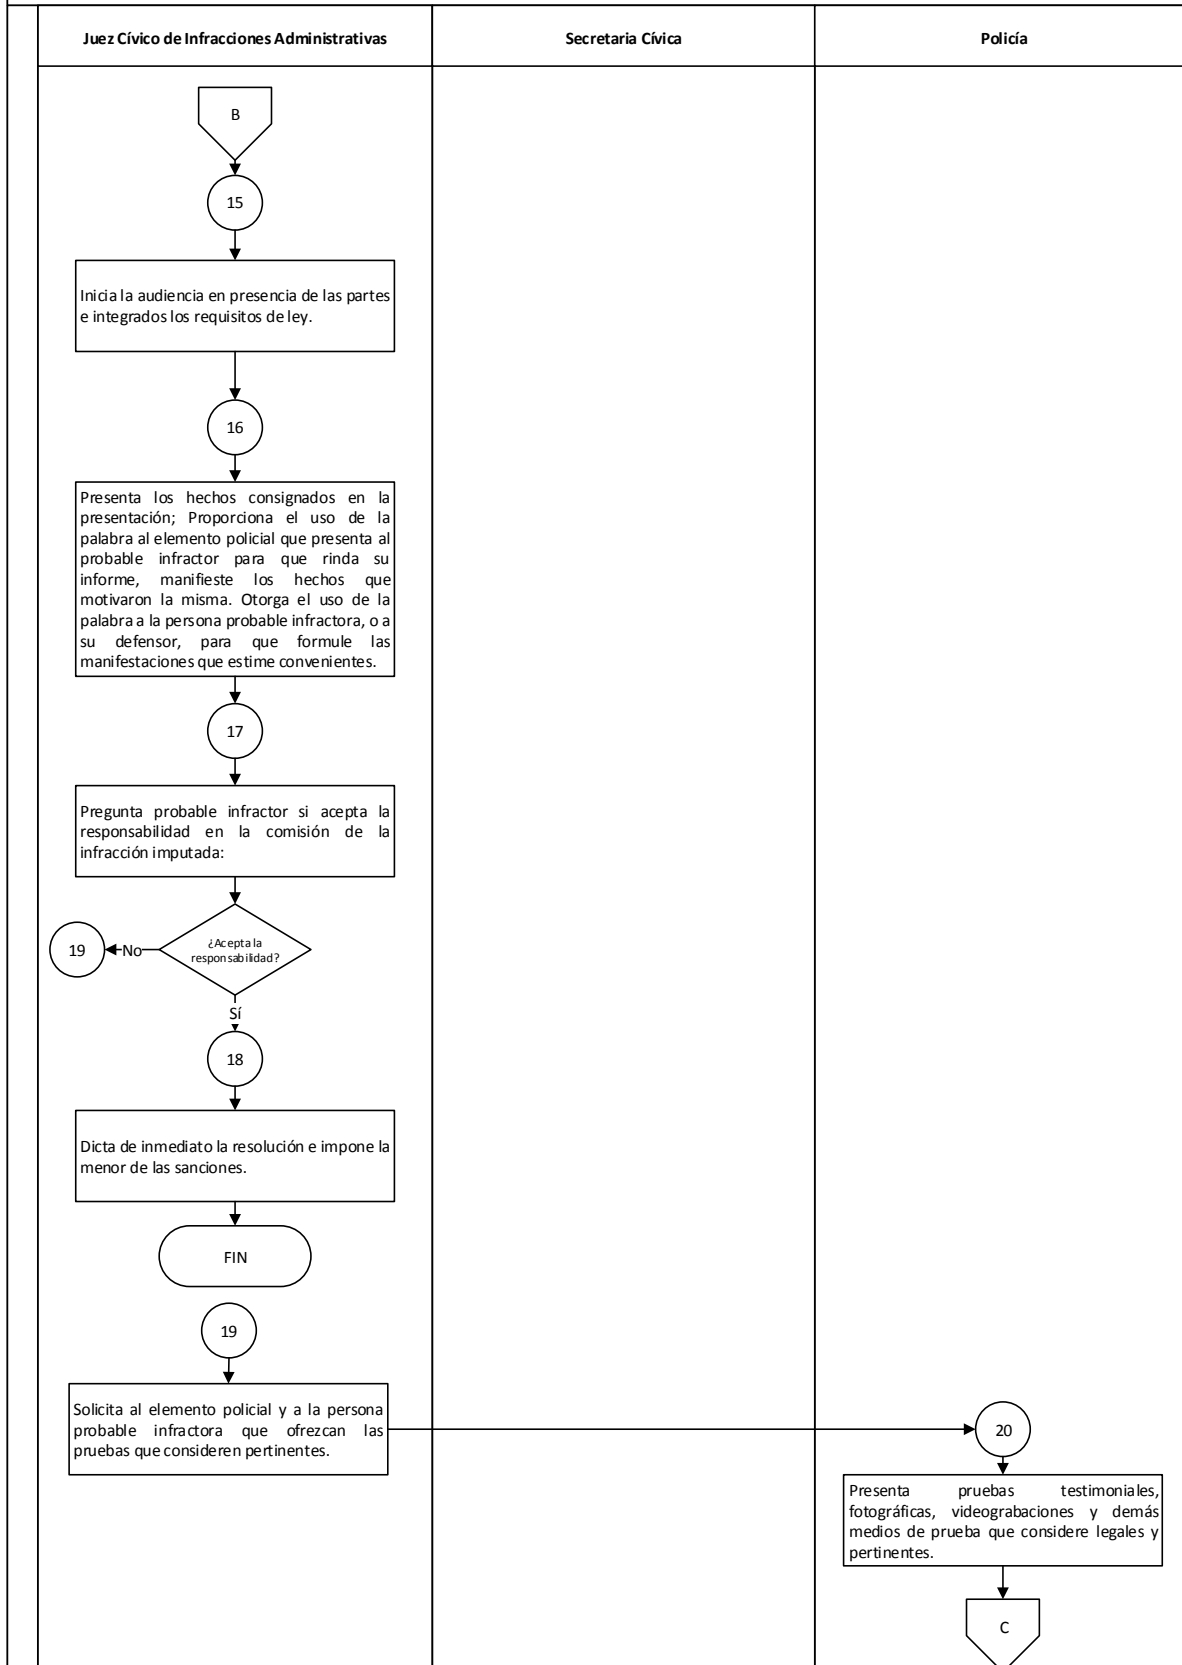 Juez Cívico de Infracciones Administrativas
Secretaria Cívica
Policía
B
15
Inicia la audiencia en presencia de las partes
e integrados los requisitos de ley.
16
Presenta los hechos consignados en la
presentación; Proporciona el uso de la
palabra al elemento policial que presenta al
probable infractor para que rinda su
informe, manifieste los hechos que
motivaron la misma. Otorga el uso de la
palabra a la persona probable infractora, o a
su defensor, para que formule las
manifestaciones que estime convenientes.
17
Pregunta probable infractor si acepta la
responsabilidad en la comisión de la
infracción imputada:
¿Acepta la
responsabilidad?
No
19
Sí
18
Dicta de inmediato la resolución e impone la
menor de las sanciones.
FIN
19
Solicita al elemento policial y a la persona
probable infractora que ofrezcan las
pruebas que consideren pertinentes.
20
Presenta pruebas testimoniales,
fotográficas, videograbaciones y demás
medios de prueba que considere legales y
pertinentes.
C